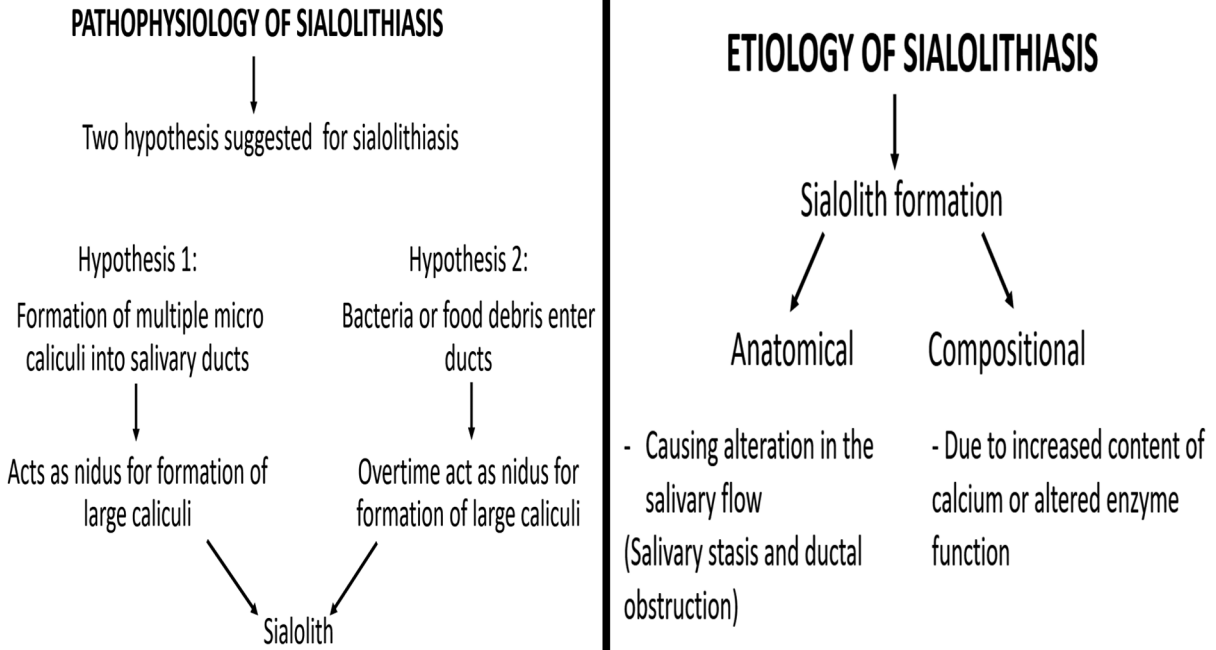 PATHOPHYSIOLOGY OF SIALOLITHIASIS
Two hypothesis suggested for sialolithiasis
Hypothesis 1:
Formation of multiple micro
caliculi into salivary ducts
Acts as nidus for formation of
large caliculi
Hypothesis 2:
Bacteria or food debris enter
ducts
Overtime act as nidus for
formation of large caliculi
Sialolith
ETIOLOGY OF SIALOLITHIASIS
Sialolith formation
Anatomical
- Causing alteration in the
salivary flow
(Salivary stasis and ductal
obstruction)
Compositional
- Due to increased content of
calcium or altered enzyme
function